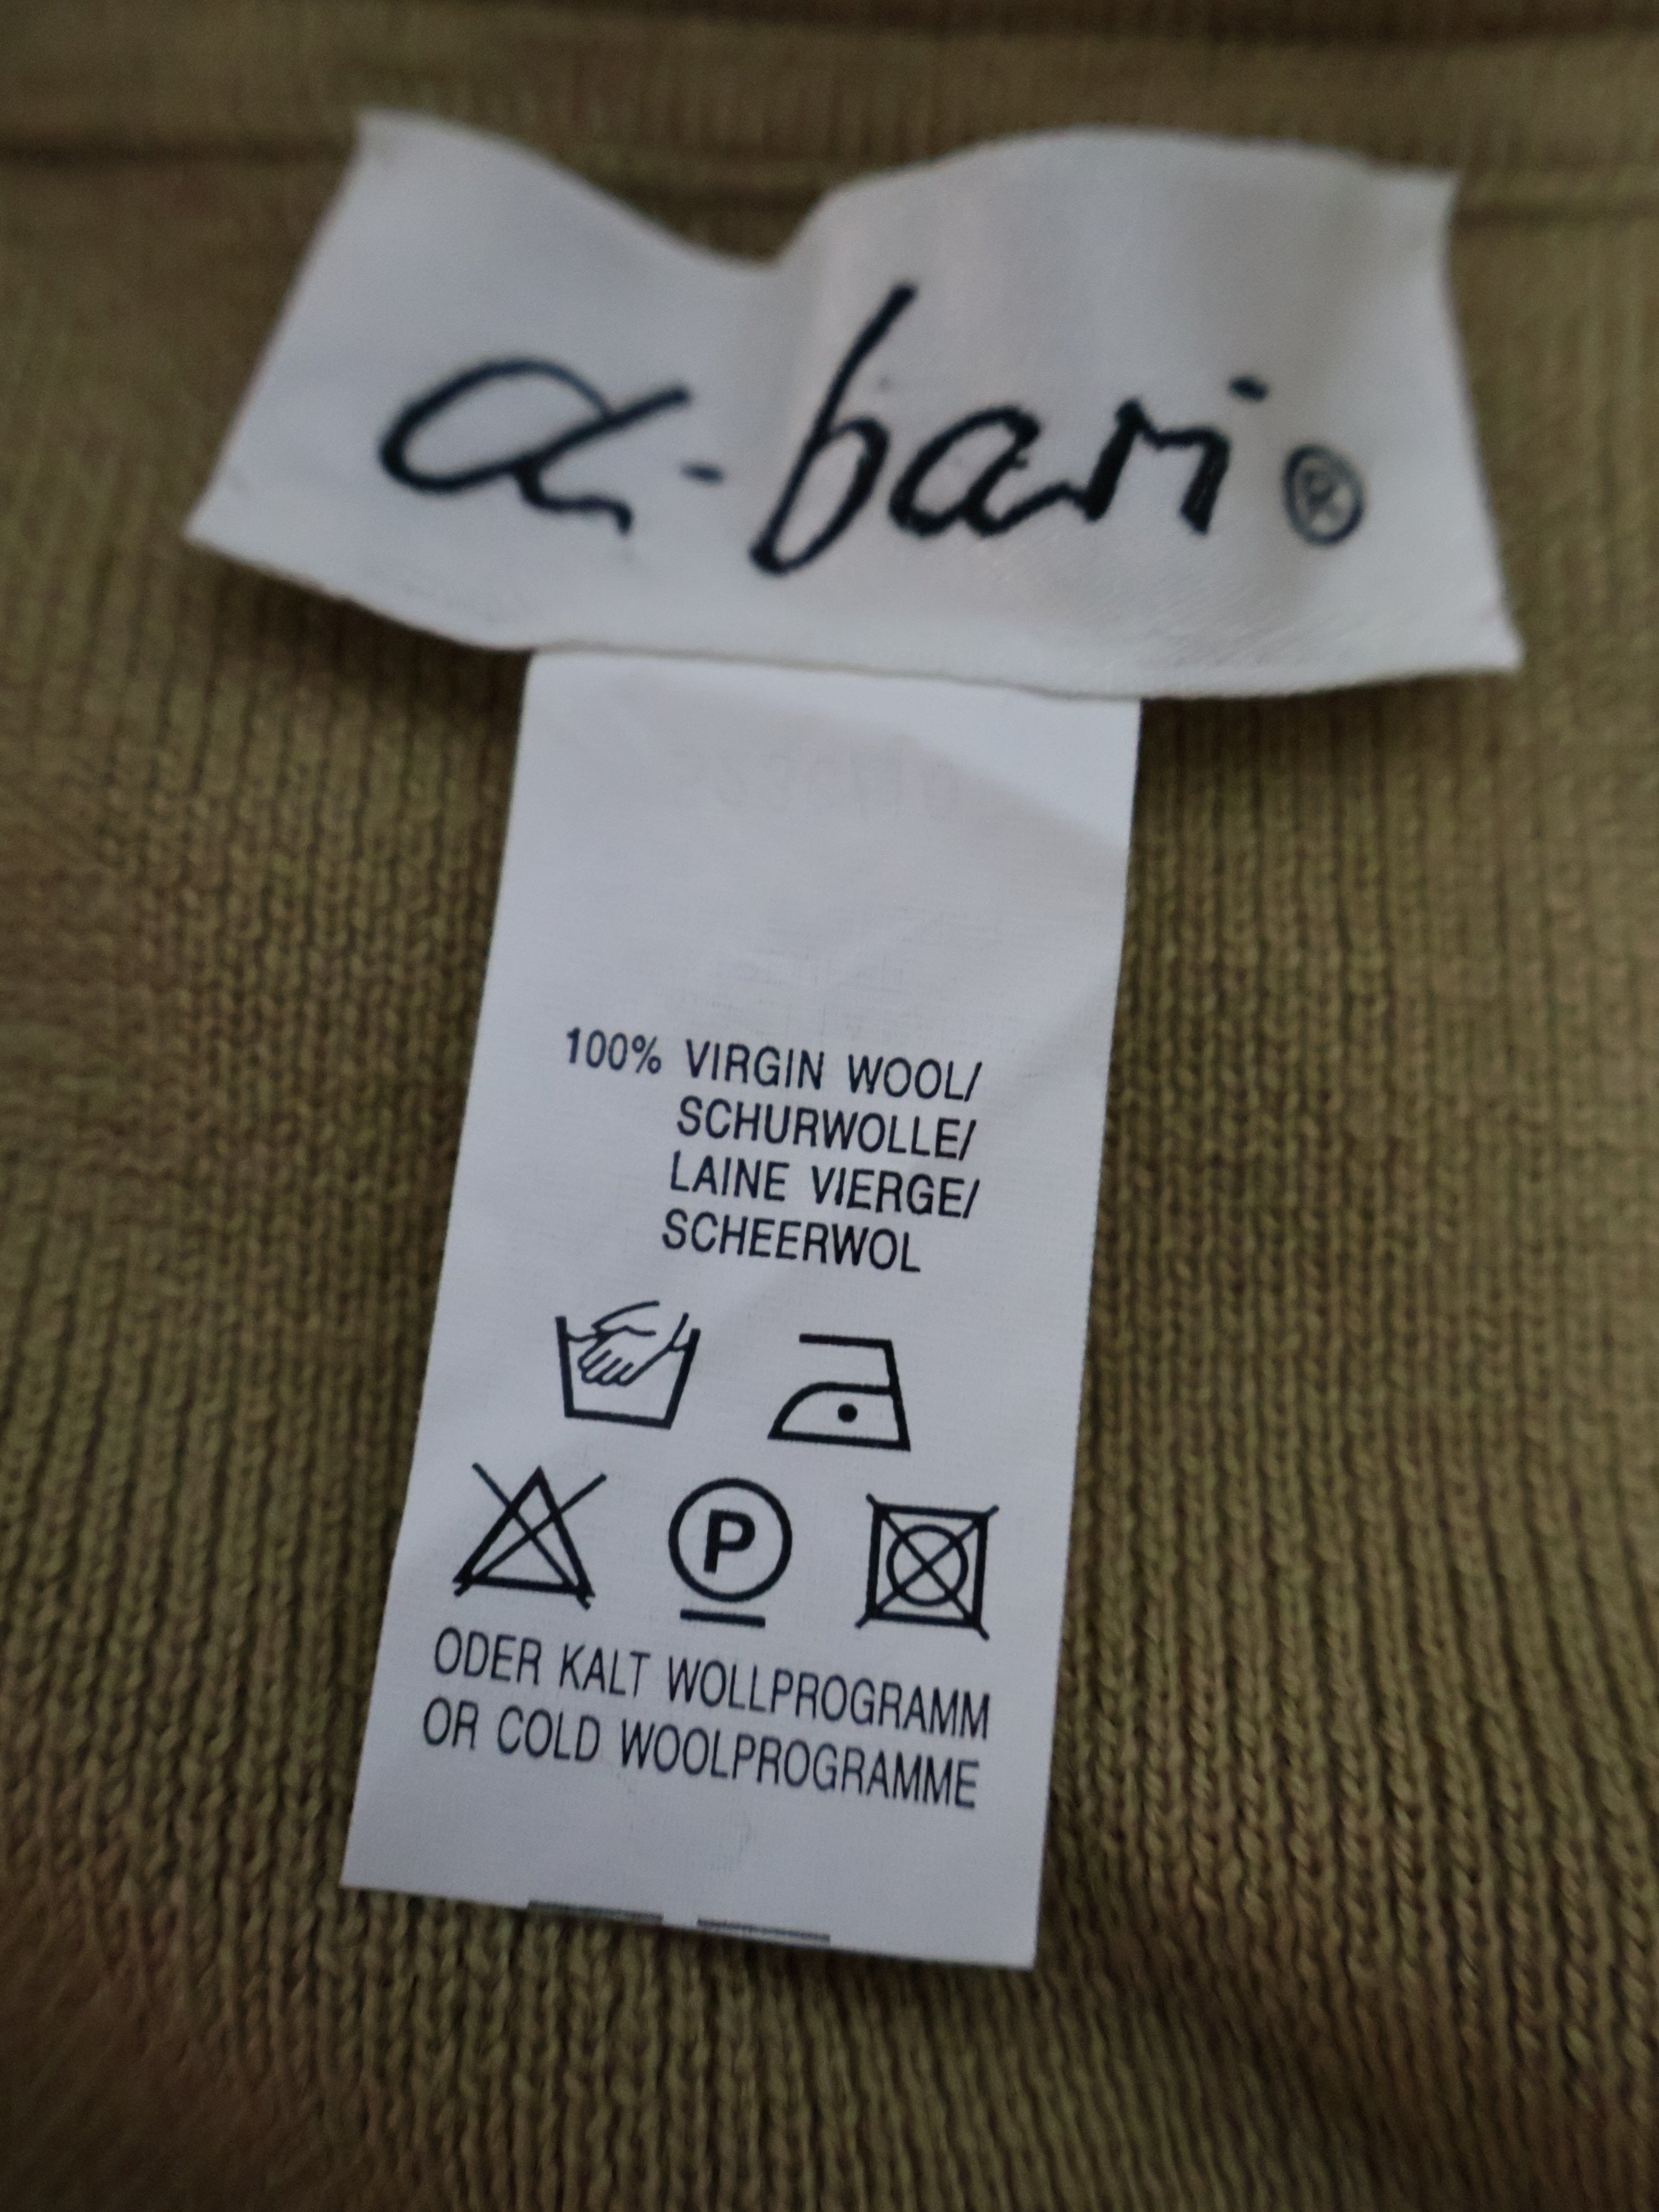 a-bari ®
100% VIRGIN WOOL/
SCHURWOLLE/
LAINE VIERGE/
SCHEERWOL
P
ODER KALT WOLLPROGRAMM
OR COLD WOOLPROGRAMME